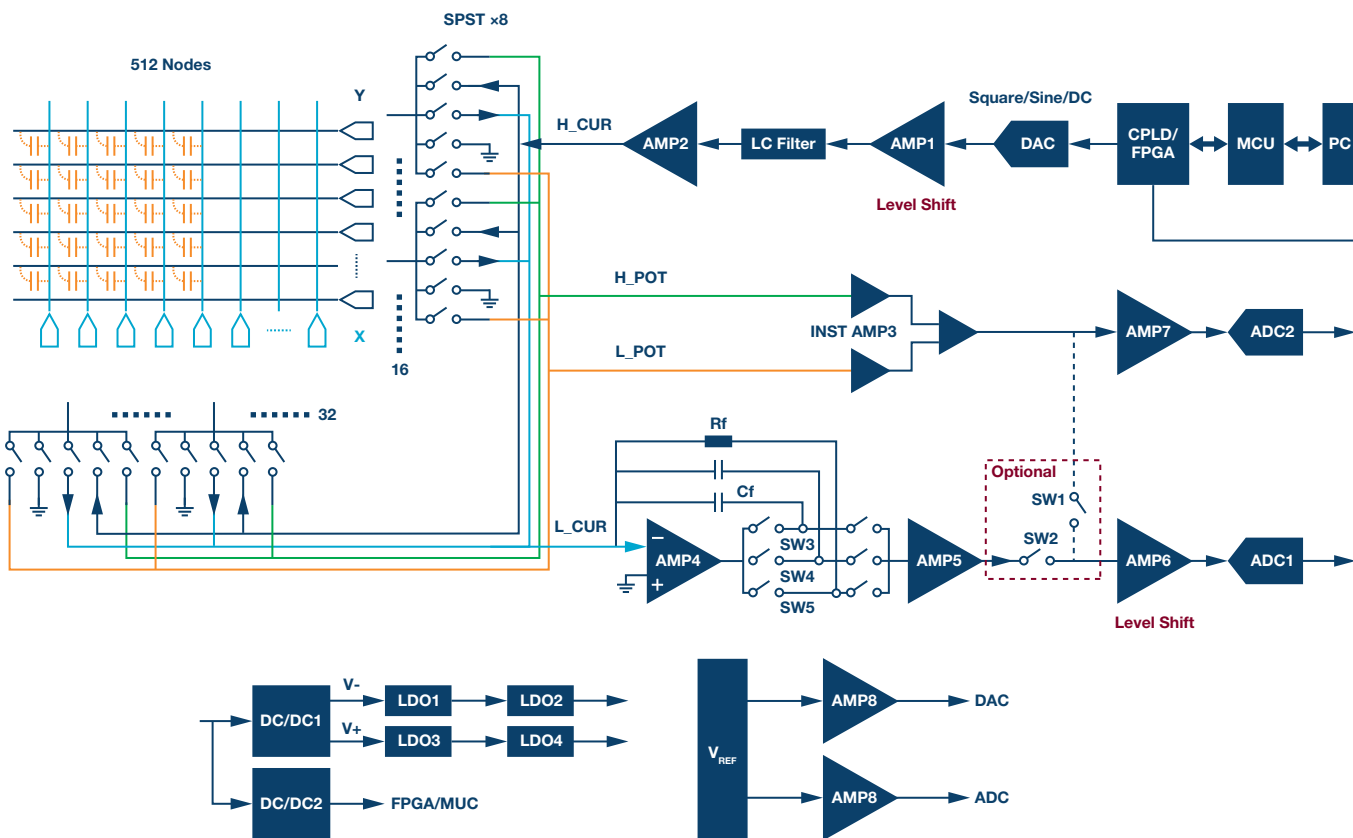 SPST ×8
512 Nodes
Y
Square/Sine/DC
H_CUR
AMP2
LC Filter
AMP1
DAC
CPLD/
FPGA
MCU
PC
Level Shift
H_POT
INST AMP3
L_POT
AMP7
ADC2
X
16
32
Rf
Cf
Optional
SW1
SW2
L_CUR
−
AMP4
+
SW3
SW4
SW5
AMP5
AMP6
ADC1
Level Shift
V-
DC/DC1
LDO1
LDO2
V+
LDO3
LDO4
DC/DC2
FPGA/MUC
VREF
AMP8
DAC
AMP8
ADC